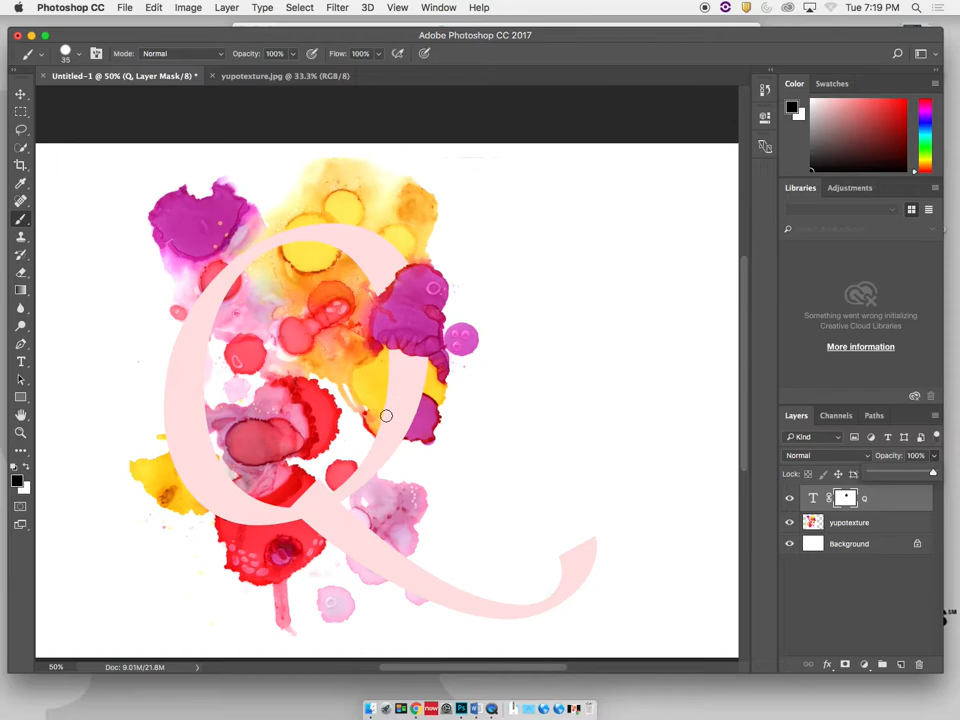 Photoshop CC File Edit Image Layer Type Select Filter 3D View Window Help Tue 7:19 PM
Adobe Photoshop CC 2017
35 Mode: Normal Opacity: 100% Flow: 100%
Untitled-1 @ 50% (Q, Layer Mask/8) * yupotexture.jpg @ 33.3% (RGB/8)
Color Swatches
Libraries Adjustments
Something went wrong initializing
Creative Cloud Libraries
More information
Layers Channels Paths
Kind
Normal Opacity: 100%
Lock:
T Q
yupotexture
Background
Q
50% Doc: 9.01M/21.8M
now